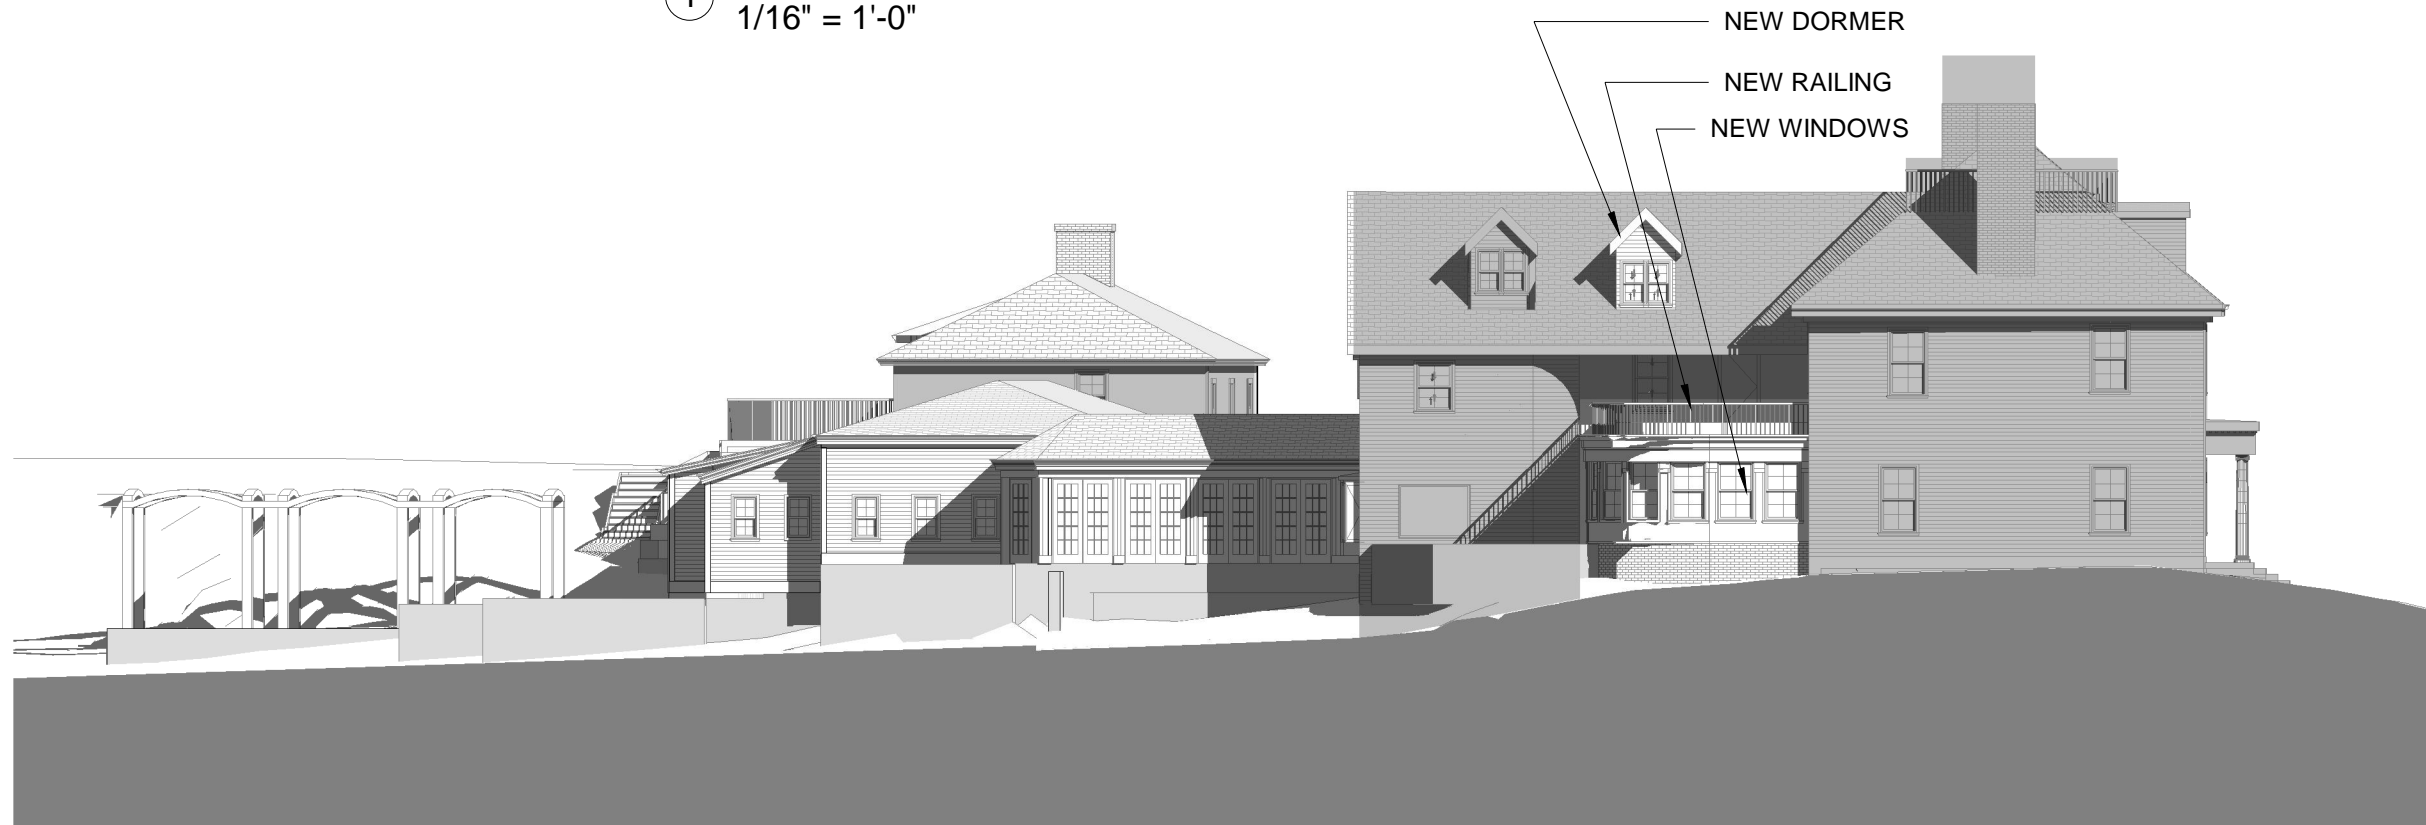 1/16" = 1'-0"
NEW DORMER
NEW RAILING
NEW WINDOWS